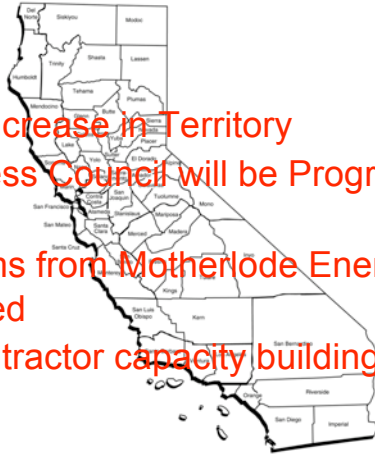 Del
Norte
Siskiyou
Modoc
Trinity
Shasta
Lassen
Humboldt
Tehama
Plumas
Mendocino
Butte
Sierra
crease in Territory
Placer
Lake
Yolo
El Dorado
ess Council will be Progr
Contra
Costa
San
Joaquin
Tuolumne
Mono
San Francisco
Alameda
Stanislaus
Mariposa
San Mateo
Santa
Clara
Merced
Madera
Santa Cruz
ns from Motherlode Ener
Kings
ed
San Luis
Obispo
Kern
San Bernardino
tractor capacity building
Ventura
Orange
Riverside
San Diego
Imperial